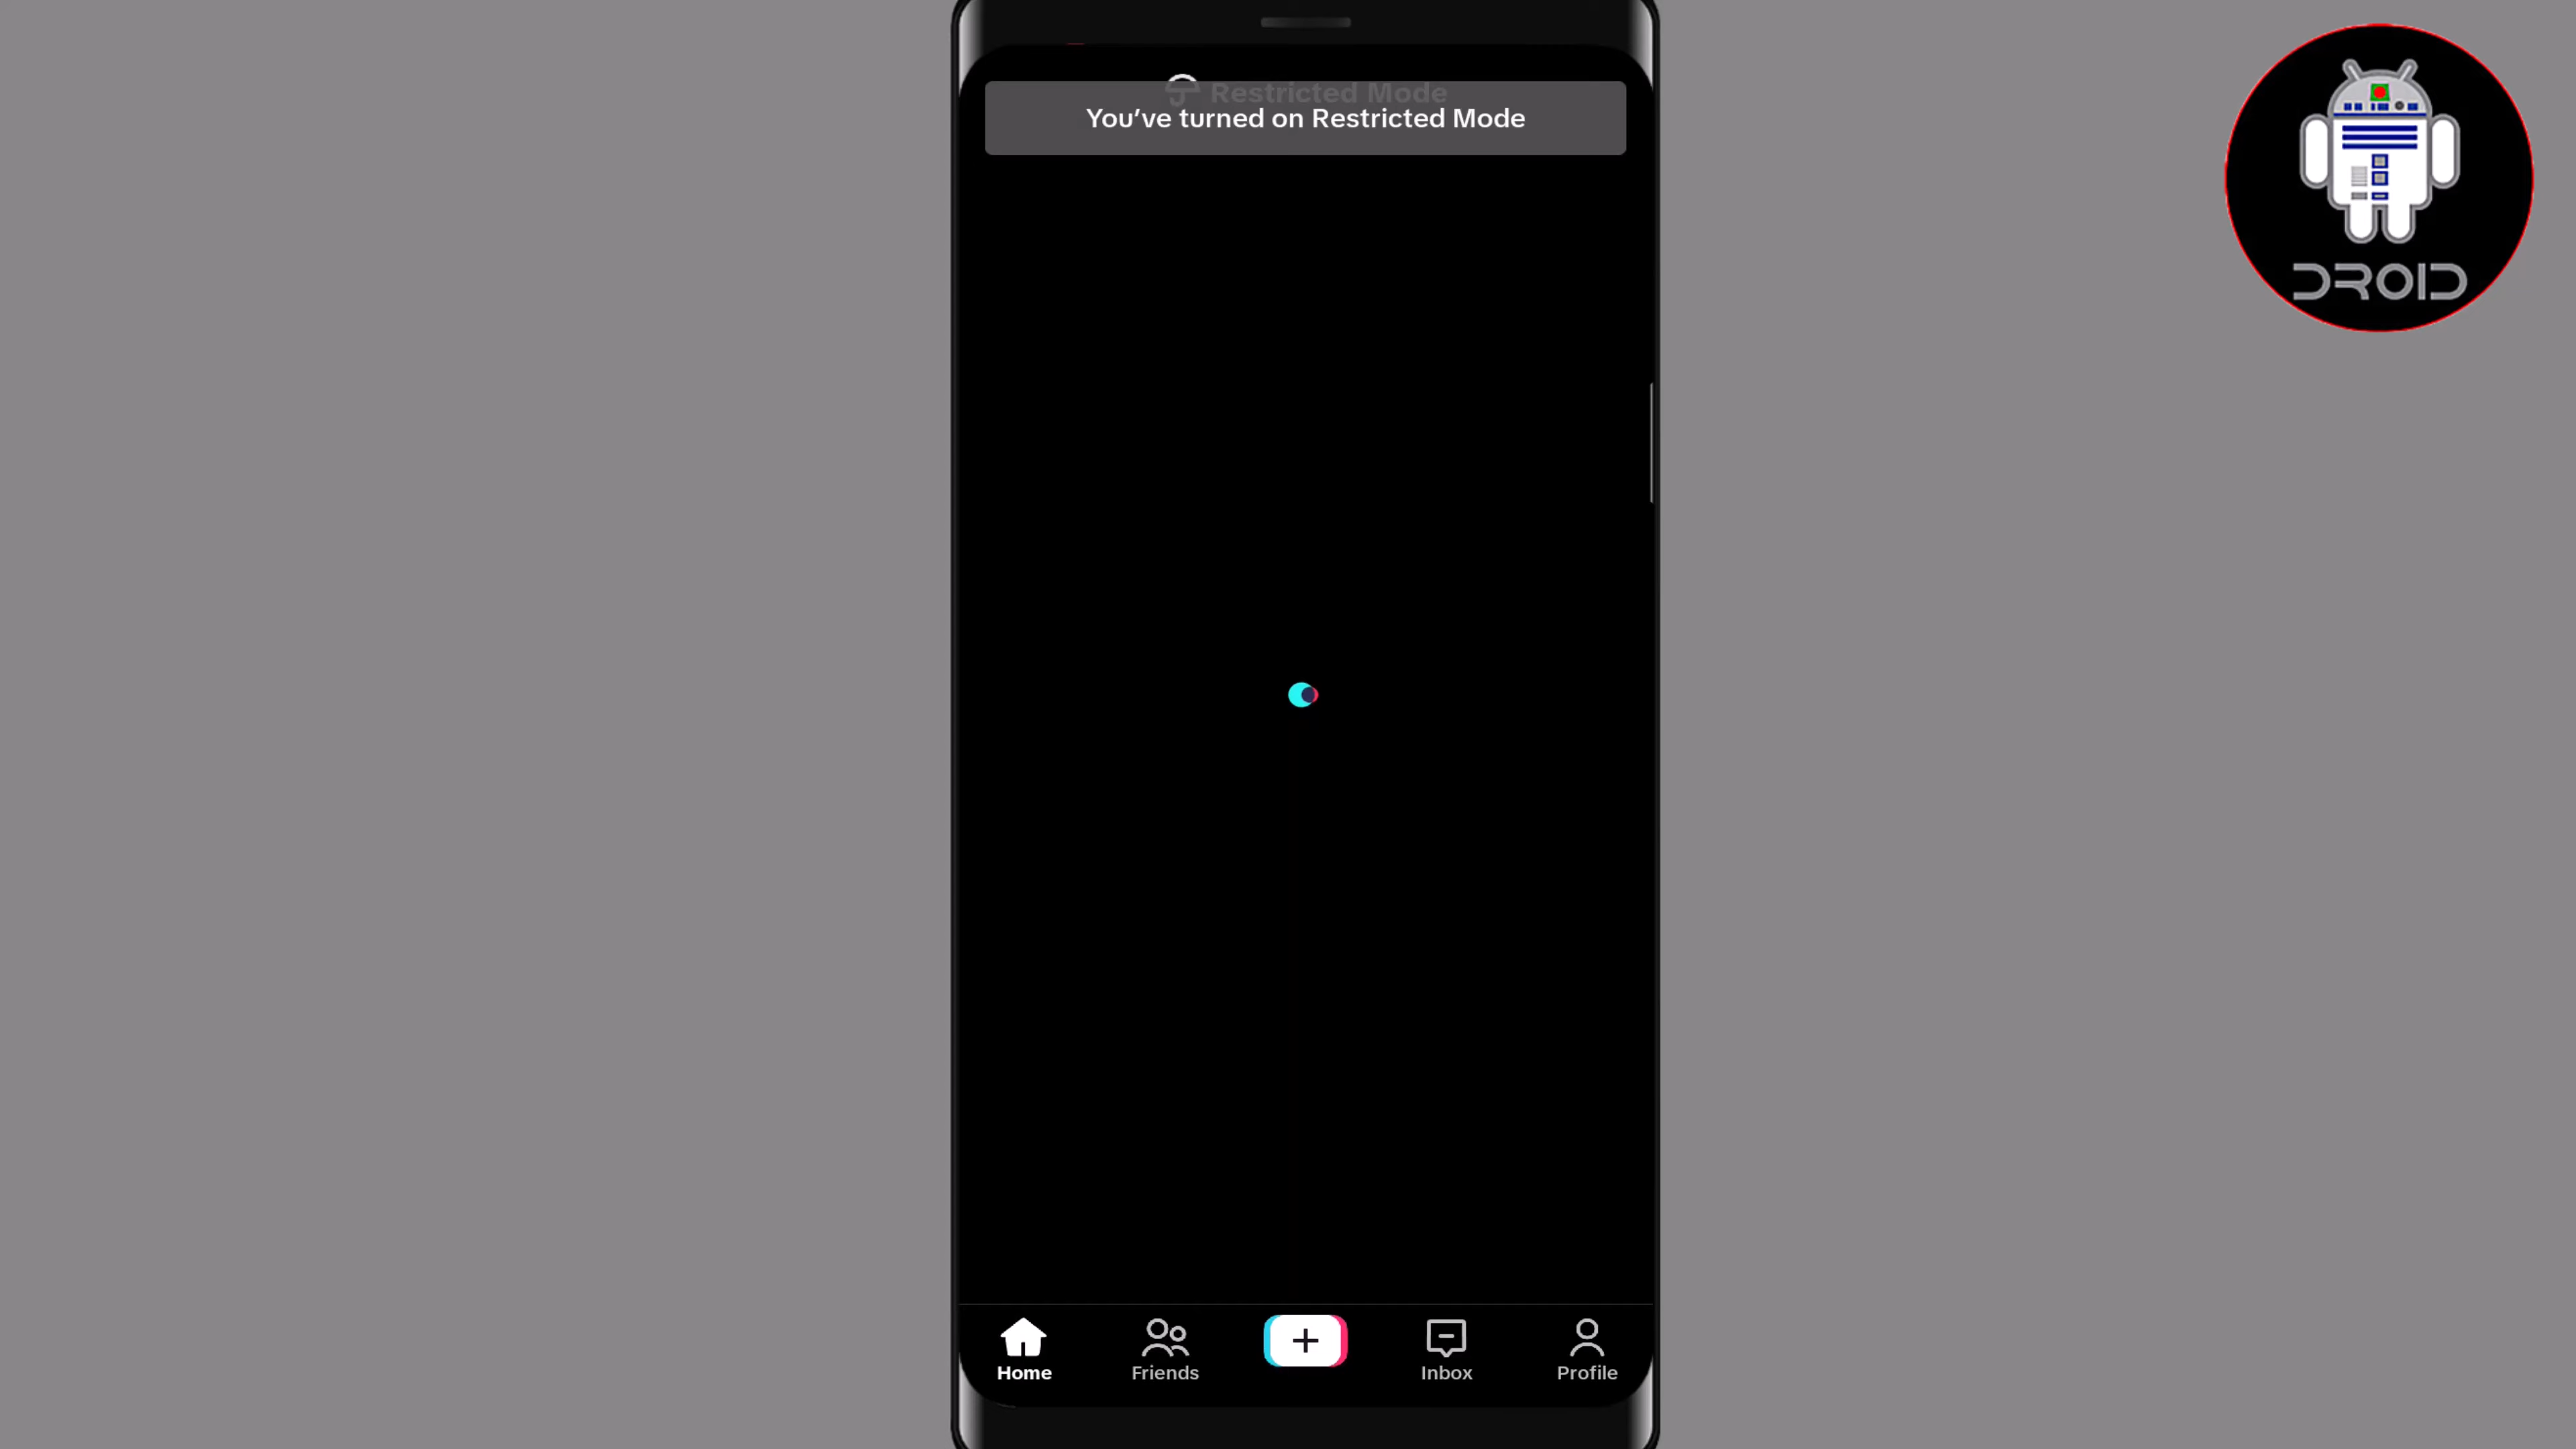 Restricted Mode
You've turned on Restricted Mode
DROID
Home
Friends
Inbox
Profile